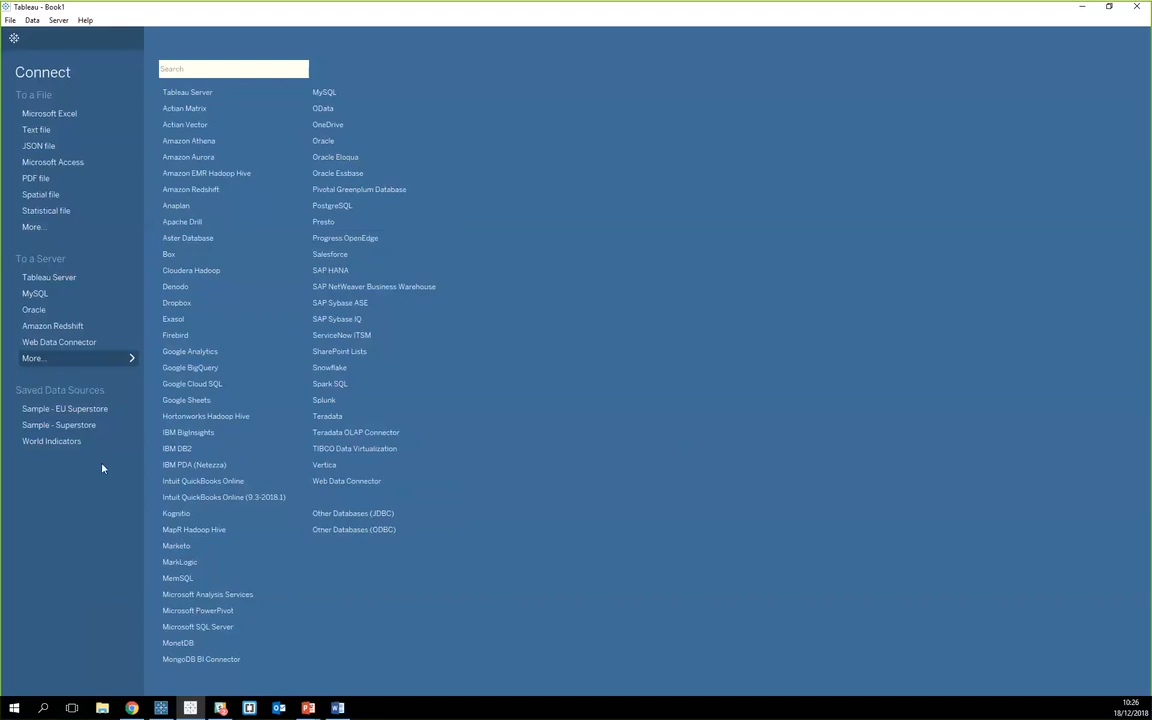 Tableau - Book1
File Data Server Help
Connect
To a File
Microsoft Excel
Text file
JSON file
Microsoft Access
PDF file
Spatial file
Statistical file
More...
To a Server
Tableau Server
MySQL
Oracle
Amazon Redshift
Web Data Connector
More...
Saved Data Sources
Sample - EU Superstore
Sample - Superstore
World Indicators
Search
Tableau Server
Actian Matrix
Actian Vector
Amazon Athena
Amazon Aurora
Amazon EMR Hadoop Hive
Amazon Redshift
Anaplan
Apache Drill
Aster Database
Box
Cloudera Hadoop
Denodo
Dropbox
Exasol
Firebird
Google Analytics
Google BigQuery
Google Cloud SQL
Google Sheets
Hortonworks Hadoop Hive
IBM BigInsights
IBM DB2
IBM PDA (Netezza)
Intuit QuickBooks Online
Intuit QuickBooks Online (9.3-2018.1)
Kognitio
MapR Hadoop Hive
Marketo
MarkLogic
MemSQL
Microsoft Analysis Services
Microsoft PowerPivot
Microsoft SQL Server
MonetDB
MongoDB BI Connector
MySQL
OData
OneDrive
Oracle
Oracle Eloqua
Oracle Essbase
Pivotal Greenplum Database
PostgreSQL
Presto
Progress OpenEdge
Salesforce
SAP HANA
SAP NetWeaver Business Warehouse
SAP Sybase ASE
SAP Sybase IQ
ServiceNow ITSM
SharePoint Lists
Snowflake
Spark SQL
Splunk
Teradata
Teradata OLAP Connector
TIBCO Data Virtualization
Vertica
Web Data Connector
Other Databases (JDBC)
Other Databases (ODBC)
10:26
18/12/2018